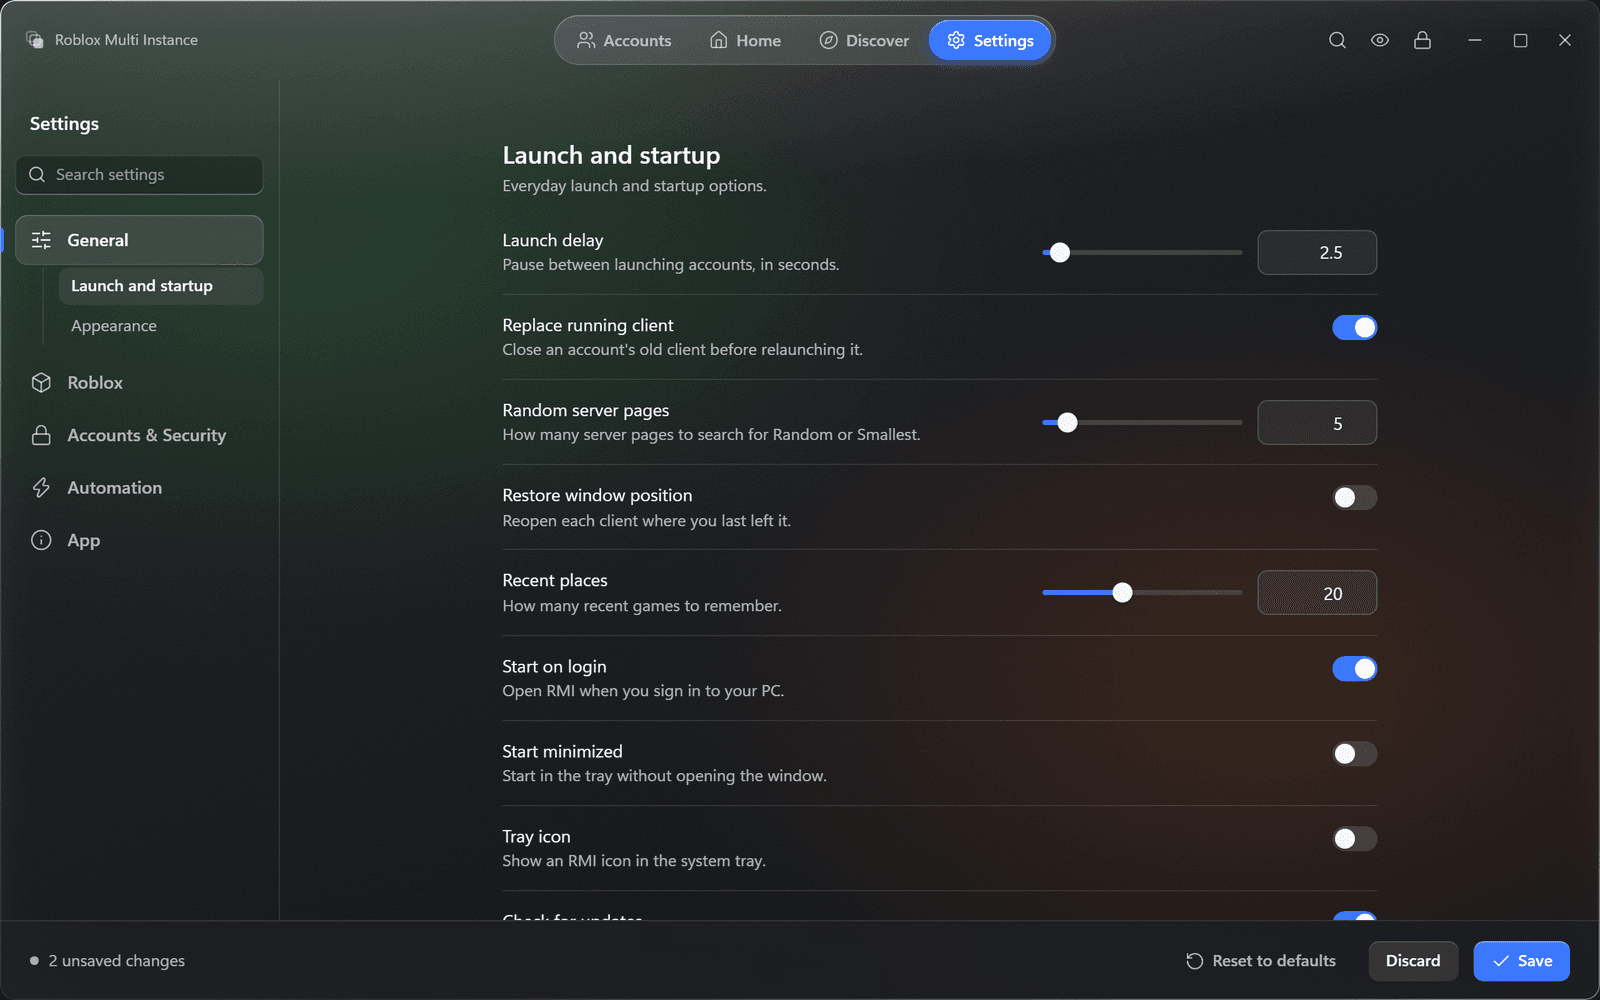 Roblox Multi Instance
Accounts
Home
Discover
Settings
Settings
Search settings
General
Launch and startup
Appearance
Roblox
Accounts & Security
Automation
App
Launch and startup
Everyday launch and startup options.
Launch delay
Pause between launching accounts, in seconds.
2.5
Replace running client
Close an account's old client before relaunching it.
Random server pages
How many server pages to search for Random or Smallest.
5
Restore window position
Reopen each client where you last left it.
Recent places
How many recent games to remember.
20
Start on login
Open RMI when you sign in to your PC.
Start minimized
Start in the tray without opening the window.
Tray icon
Show an RMI icon in the system tray.
Check for updates
2 unsaved changes
Reset to defaults
Discard
Save